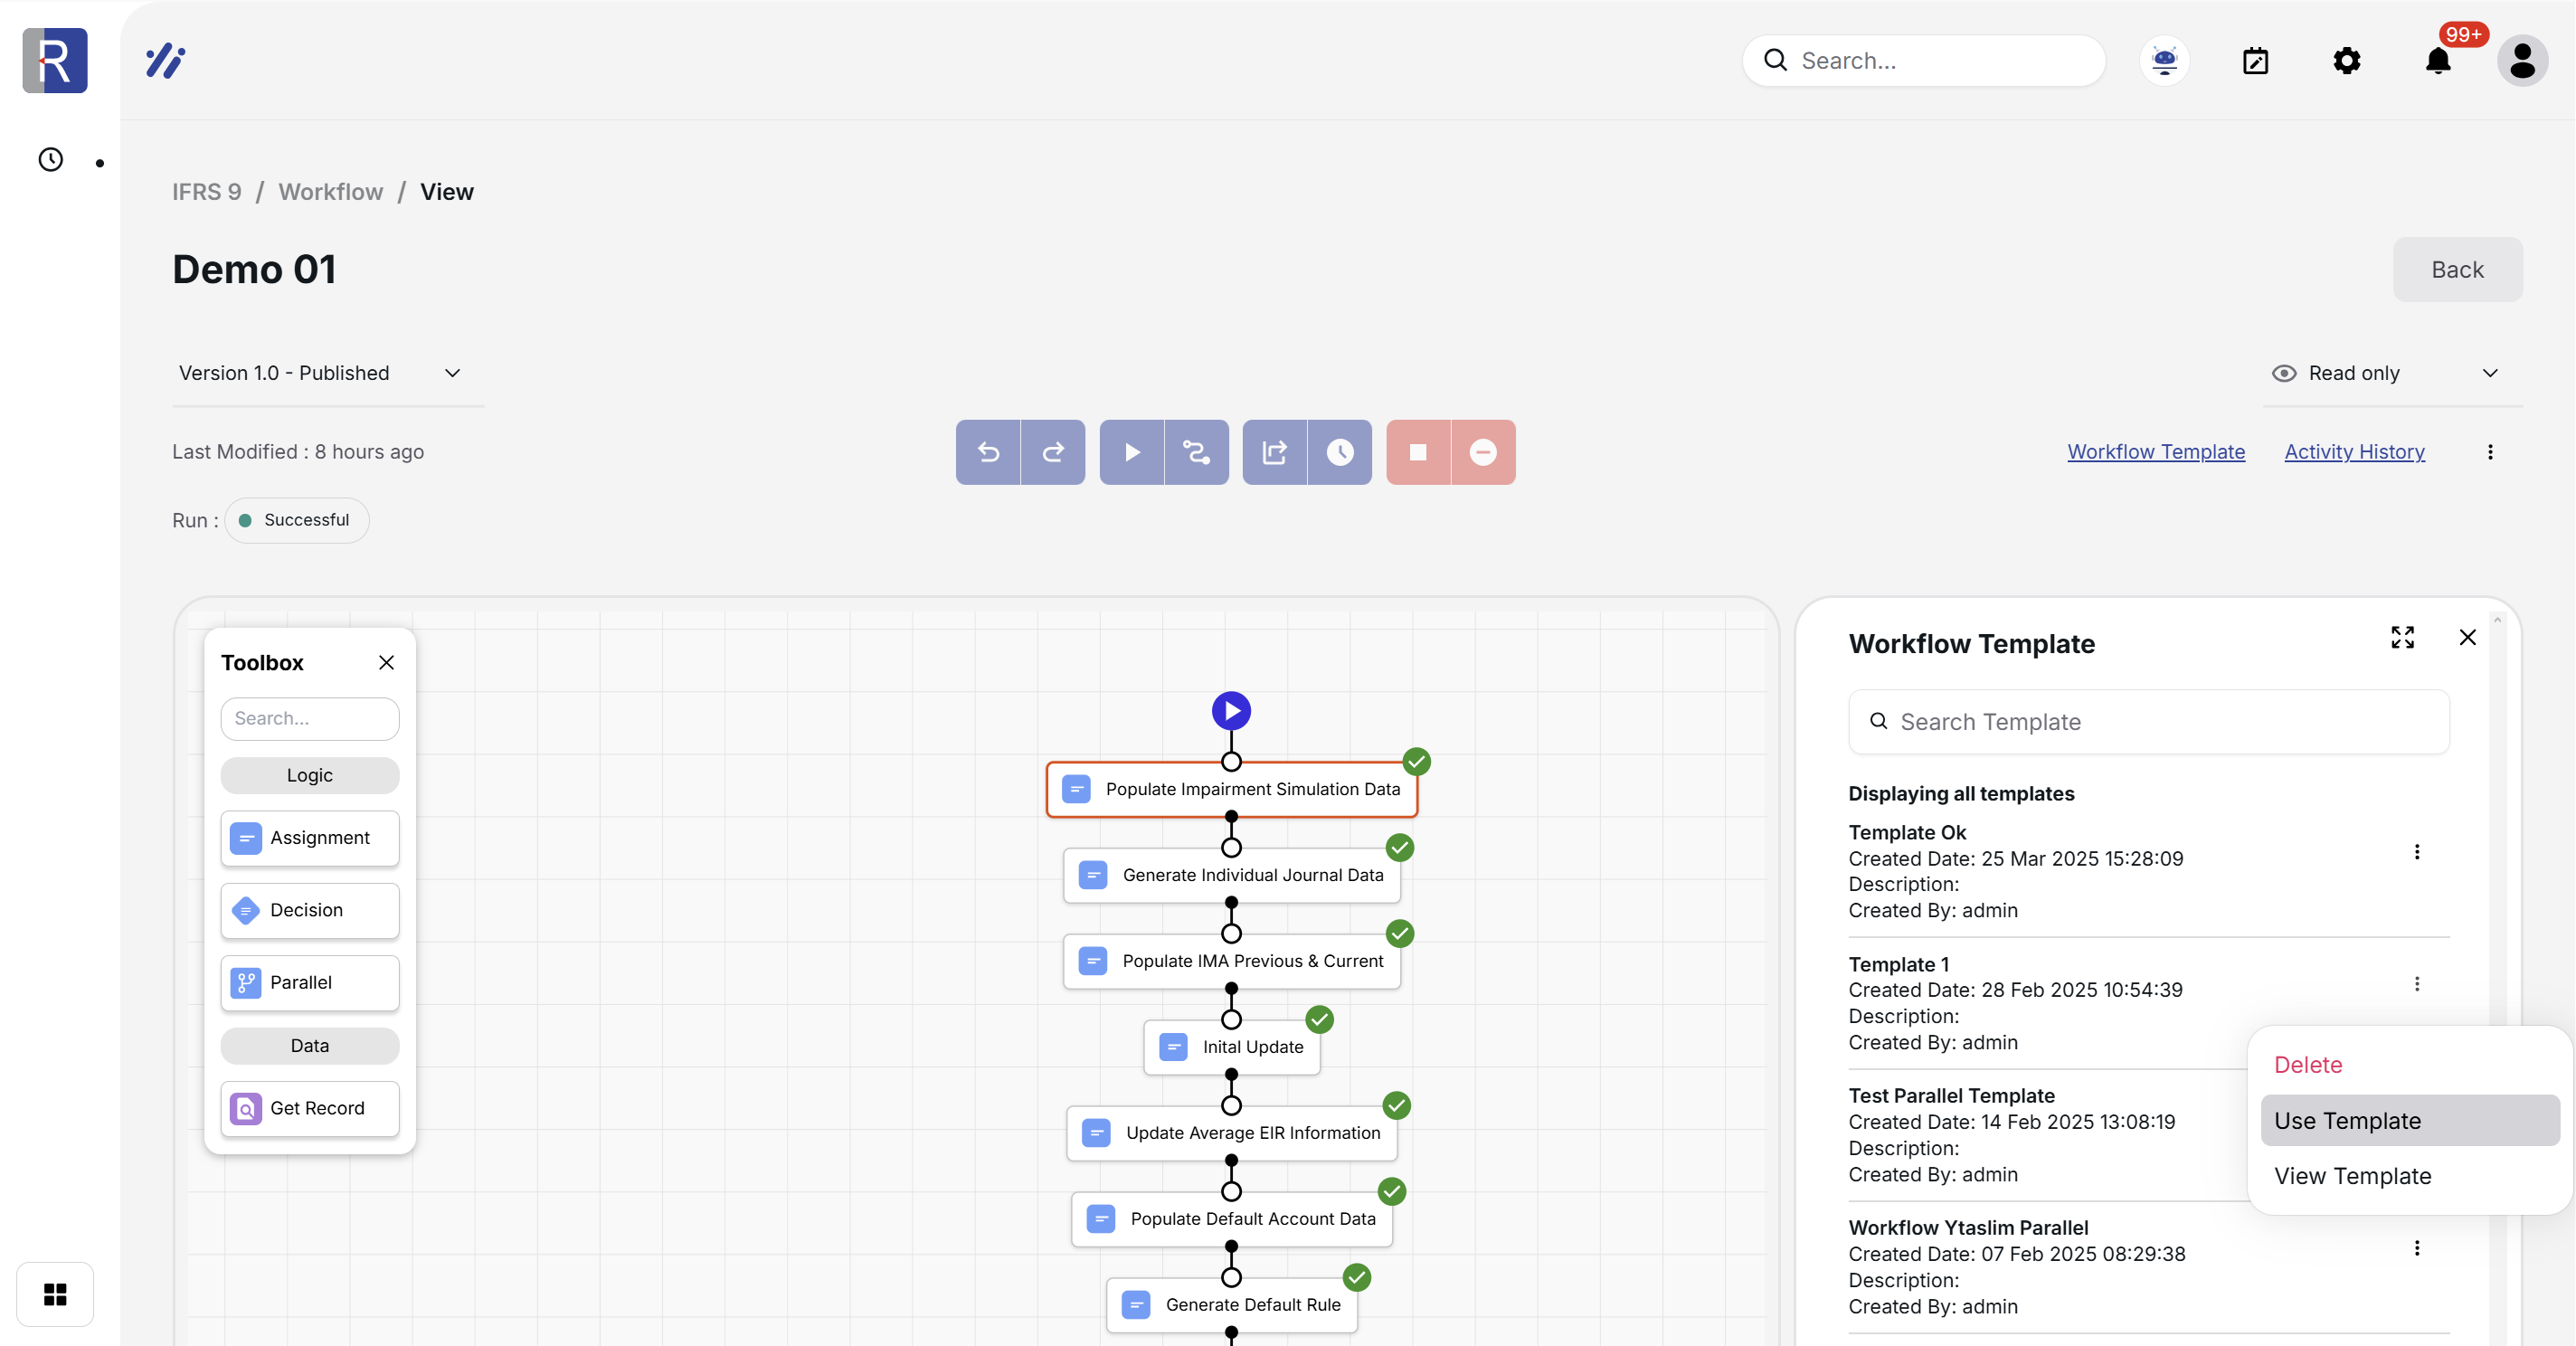 R
Search...
99+
IFRS 9 / Workflow / View
Demo 01
Back
Version 1.0 - Published
Read only
Last Modified : 8 hours ago
Workflow Template
Activity History
Run :
Successful
Toolbox
Search...
Logic
Assignment
Decision
Parallel
Data
Get Record
Populate Impairment Simulation Data
Generate Individual Journal Data
Populate IMA Previous & Current
Inital Update
Update Average EIR Information
Populate Default Account Data
Generate Default Rule
Workflow Template
Search Template
Displaying all templates
Template Ok
Created Date: 25 Mar 2025 15:28:09
Description:
Created By: admin
Template 1
Created Date: 28 Feb 2025 10:54:39
Description:
Created By: admin
Test Parallel Template
Created Date: 14 Feb 2025 13:08:19
Description:
Created By: admin
Workflow Ytaslim Parallel
Created Date: 07 Feb 2025 08:29:38
Description:
Created By: admin
Delete
Use Template
View Template